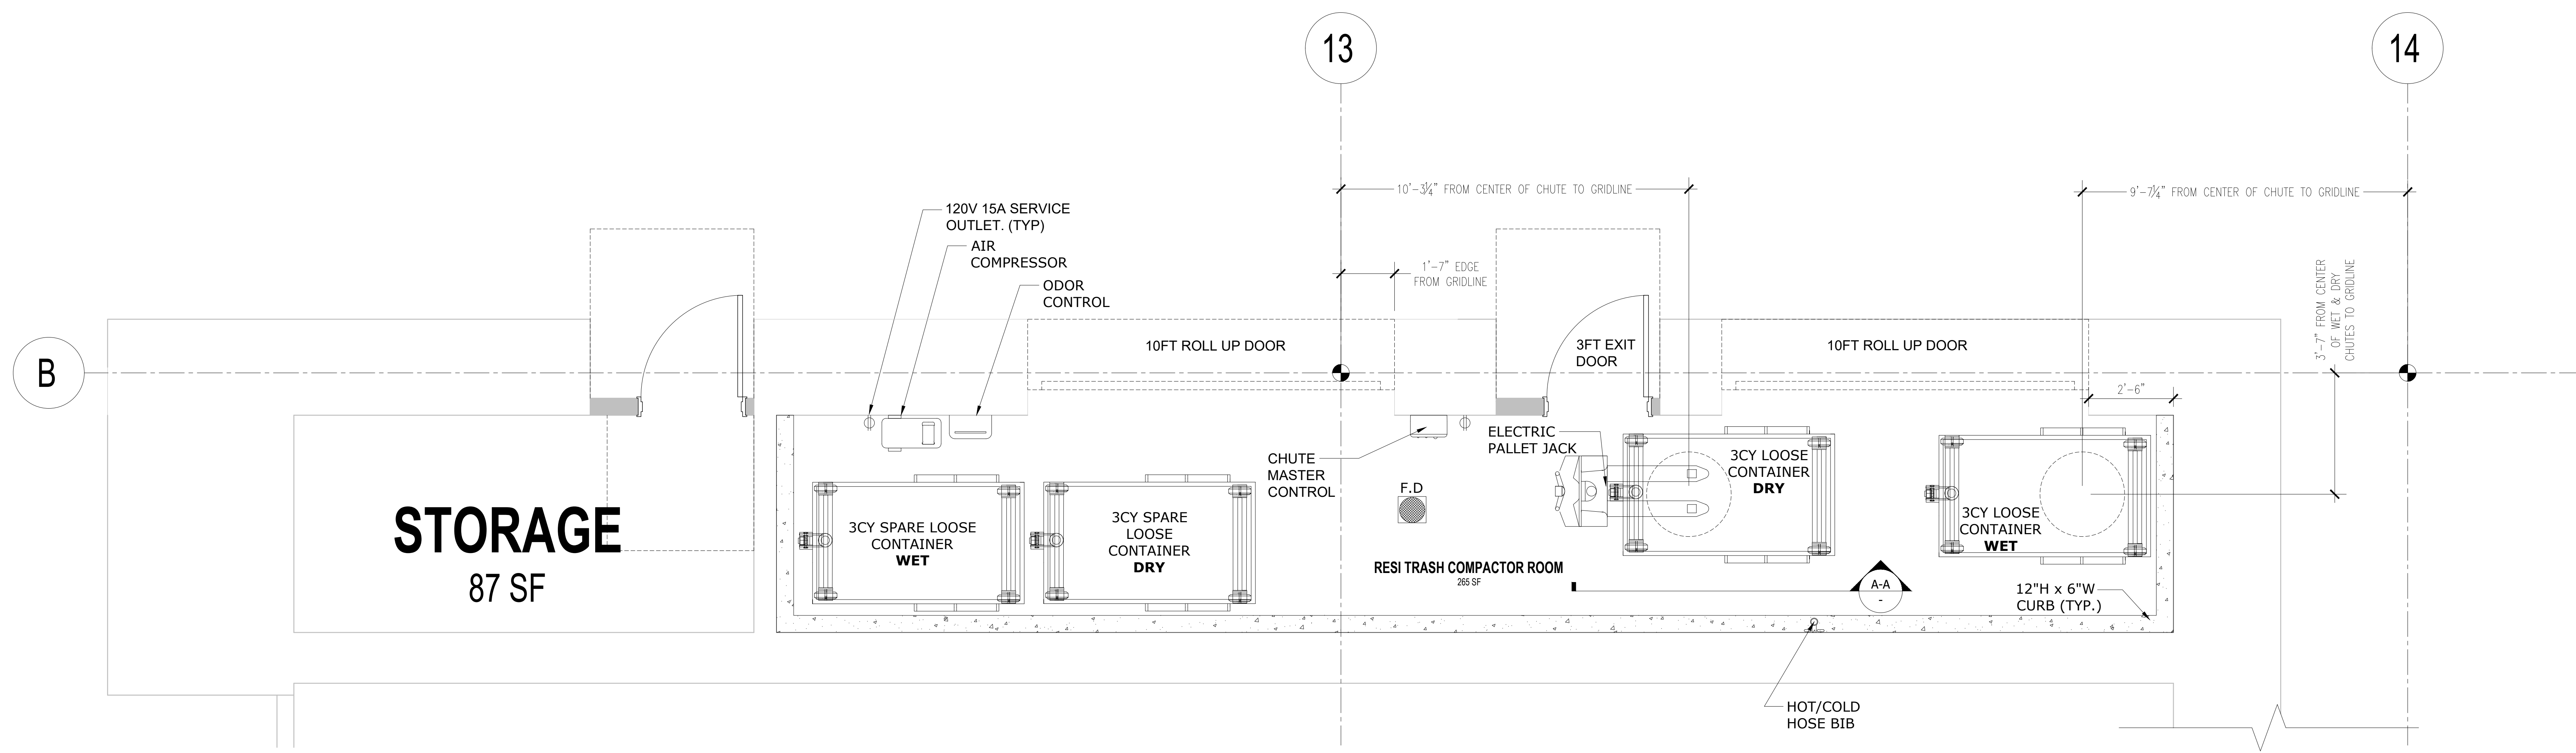 13
14
B
120V 15A SERVICE
OUTLET. (TYP)
AIR
COMPRESSOR
ODOR
CONTROL
10'-3¼" FROM CENTER OF CHUTE TO GRIDLINE
9'-7¼" FROM CENTER OF CHUTE TO GRIDLINE
1'-7" EDGE
FROM GRIDLINE
3'-7" FROM CENTER
OF WET & DRY
CHUTES TO GRIDLINE
10FT ROLL UP DOOR
3FT EXIT
DOOR
10FT ROLL UP DOOR
2'-6"
STORAGE
87 SF
3CY SPARE LOOSE
CONTAINER
WET
3CY SPARE
LOOSE
CONTAINER
DRY
CHUTE
MASTER
CONTROL
F.D
ELECTRIC
PALLET JACK
3CY LOOSE
CONTAINER
DRY
3CY LOOSE
CONTAINER
WET
RESI TRASH COMPACTOR ROOM
265 SF
A-A
-
12"H x 6"W
CURB (TYP.)
HOT/COLD
HOSE BIB